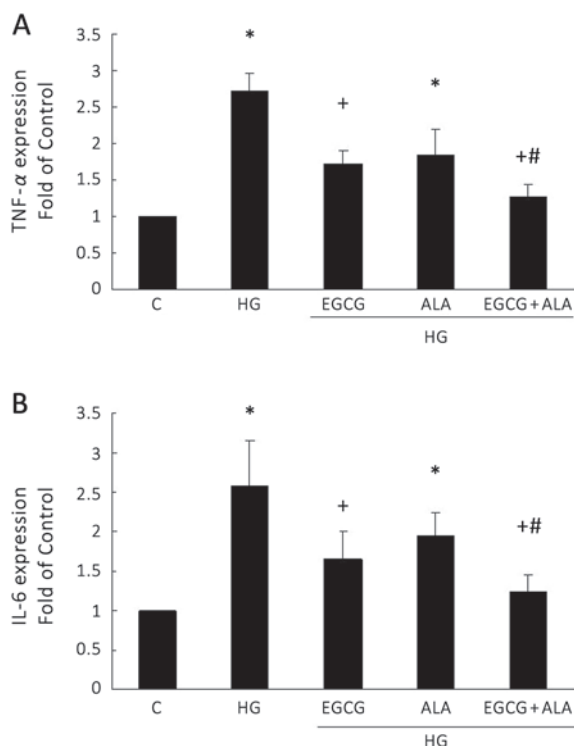 A
TNF-α expression
Fold of Control
3.5
3
2.5
2
1.5
1
0.5
0
*
+
*
+#
C HG EGCG ALA EGCG+ALA
HG
B
IL-6 expression
Fold of Control
3.5
3
2.5
2
1.5
1
0.5
0
*
+
*
+#
C HG EGCG ALA EGCG+ALA
HG